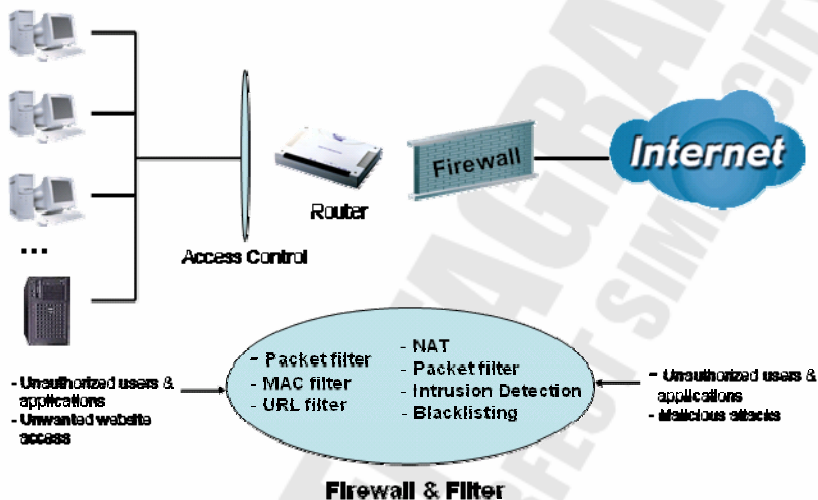 Firewall
Internet
Router
...
Access Control
- Packet filter
- MAC filter
- URL filter
- NAT
- Packet filter
- Intrusion Detection
- Blacklisting
- Unauthorized users &
applications
- Unwanted website
access
- Unauthorized users &
applications
- Malicious attacks
Firewall & Filter